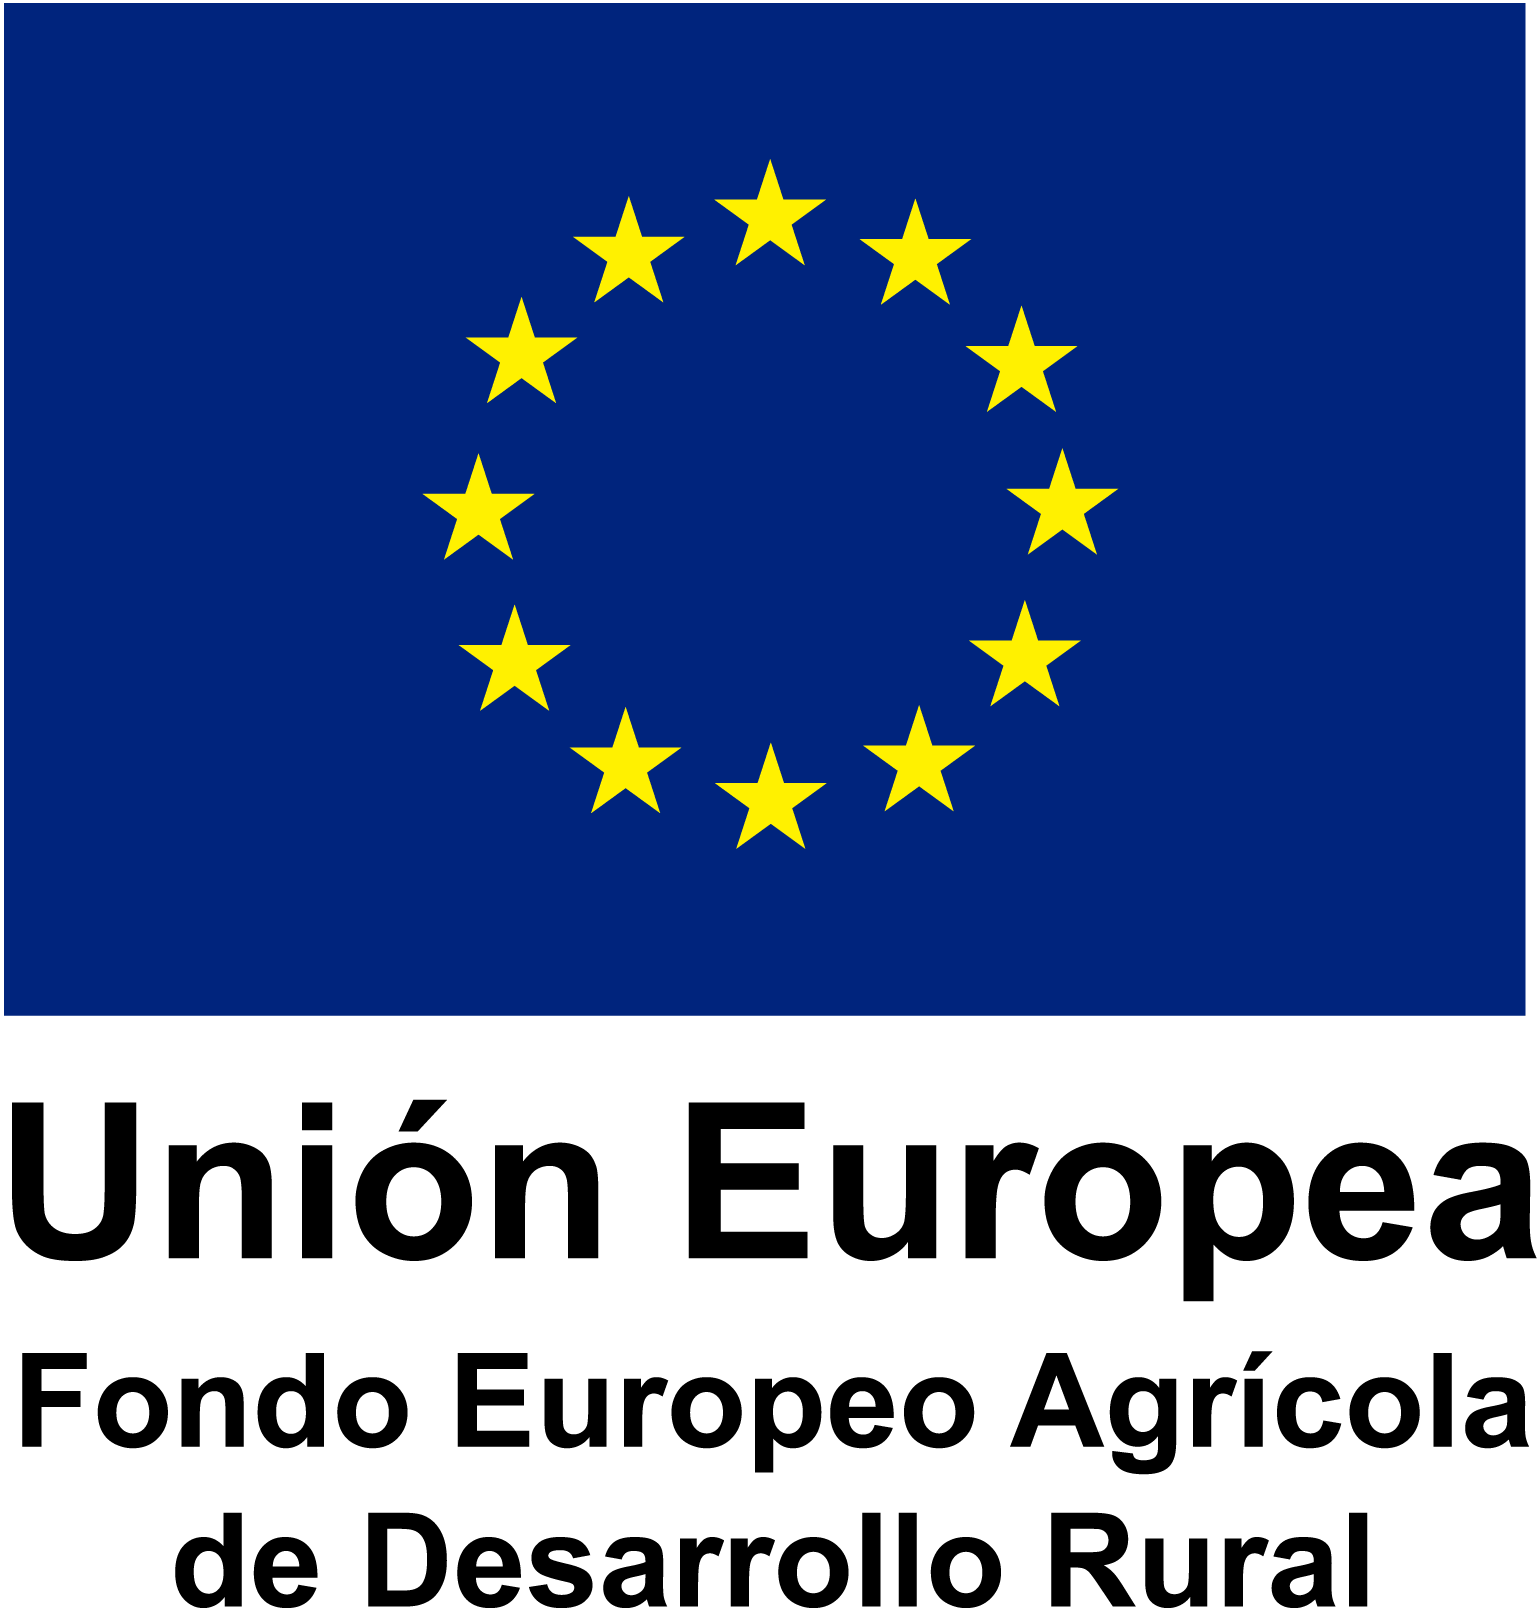 Unión Europea
Fondo Europeo Agrícola
de Desarrollo Rural